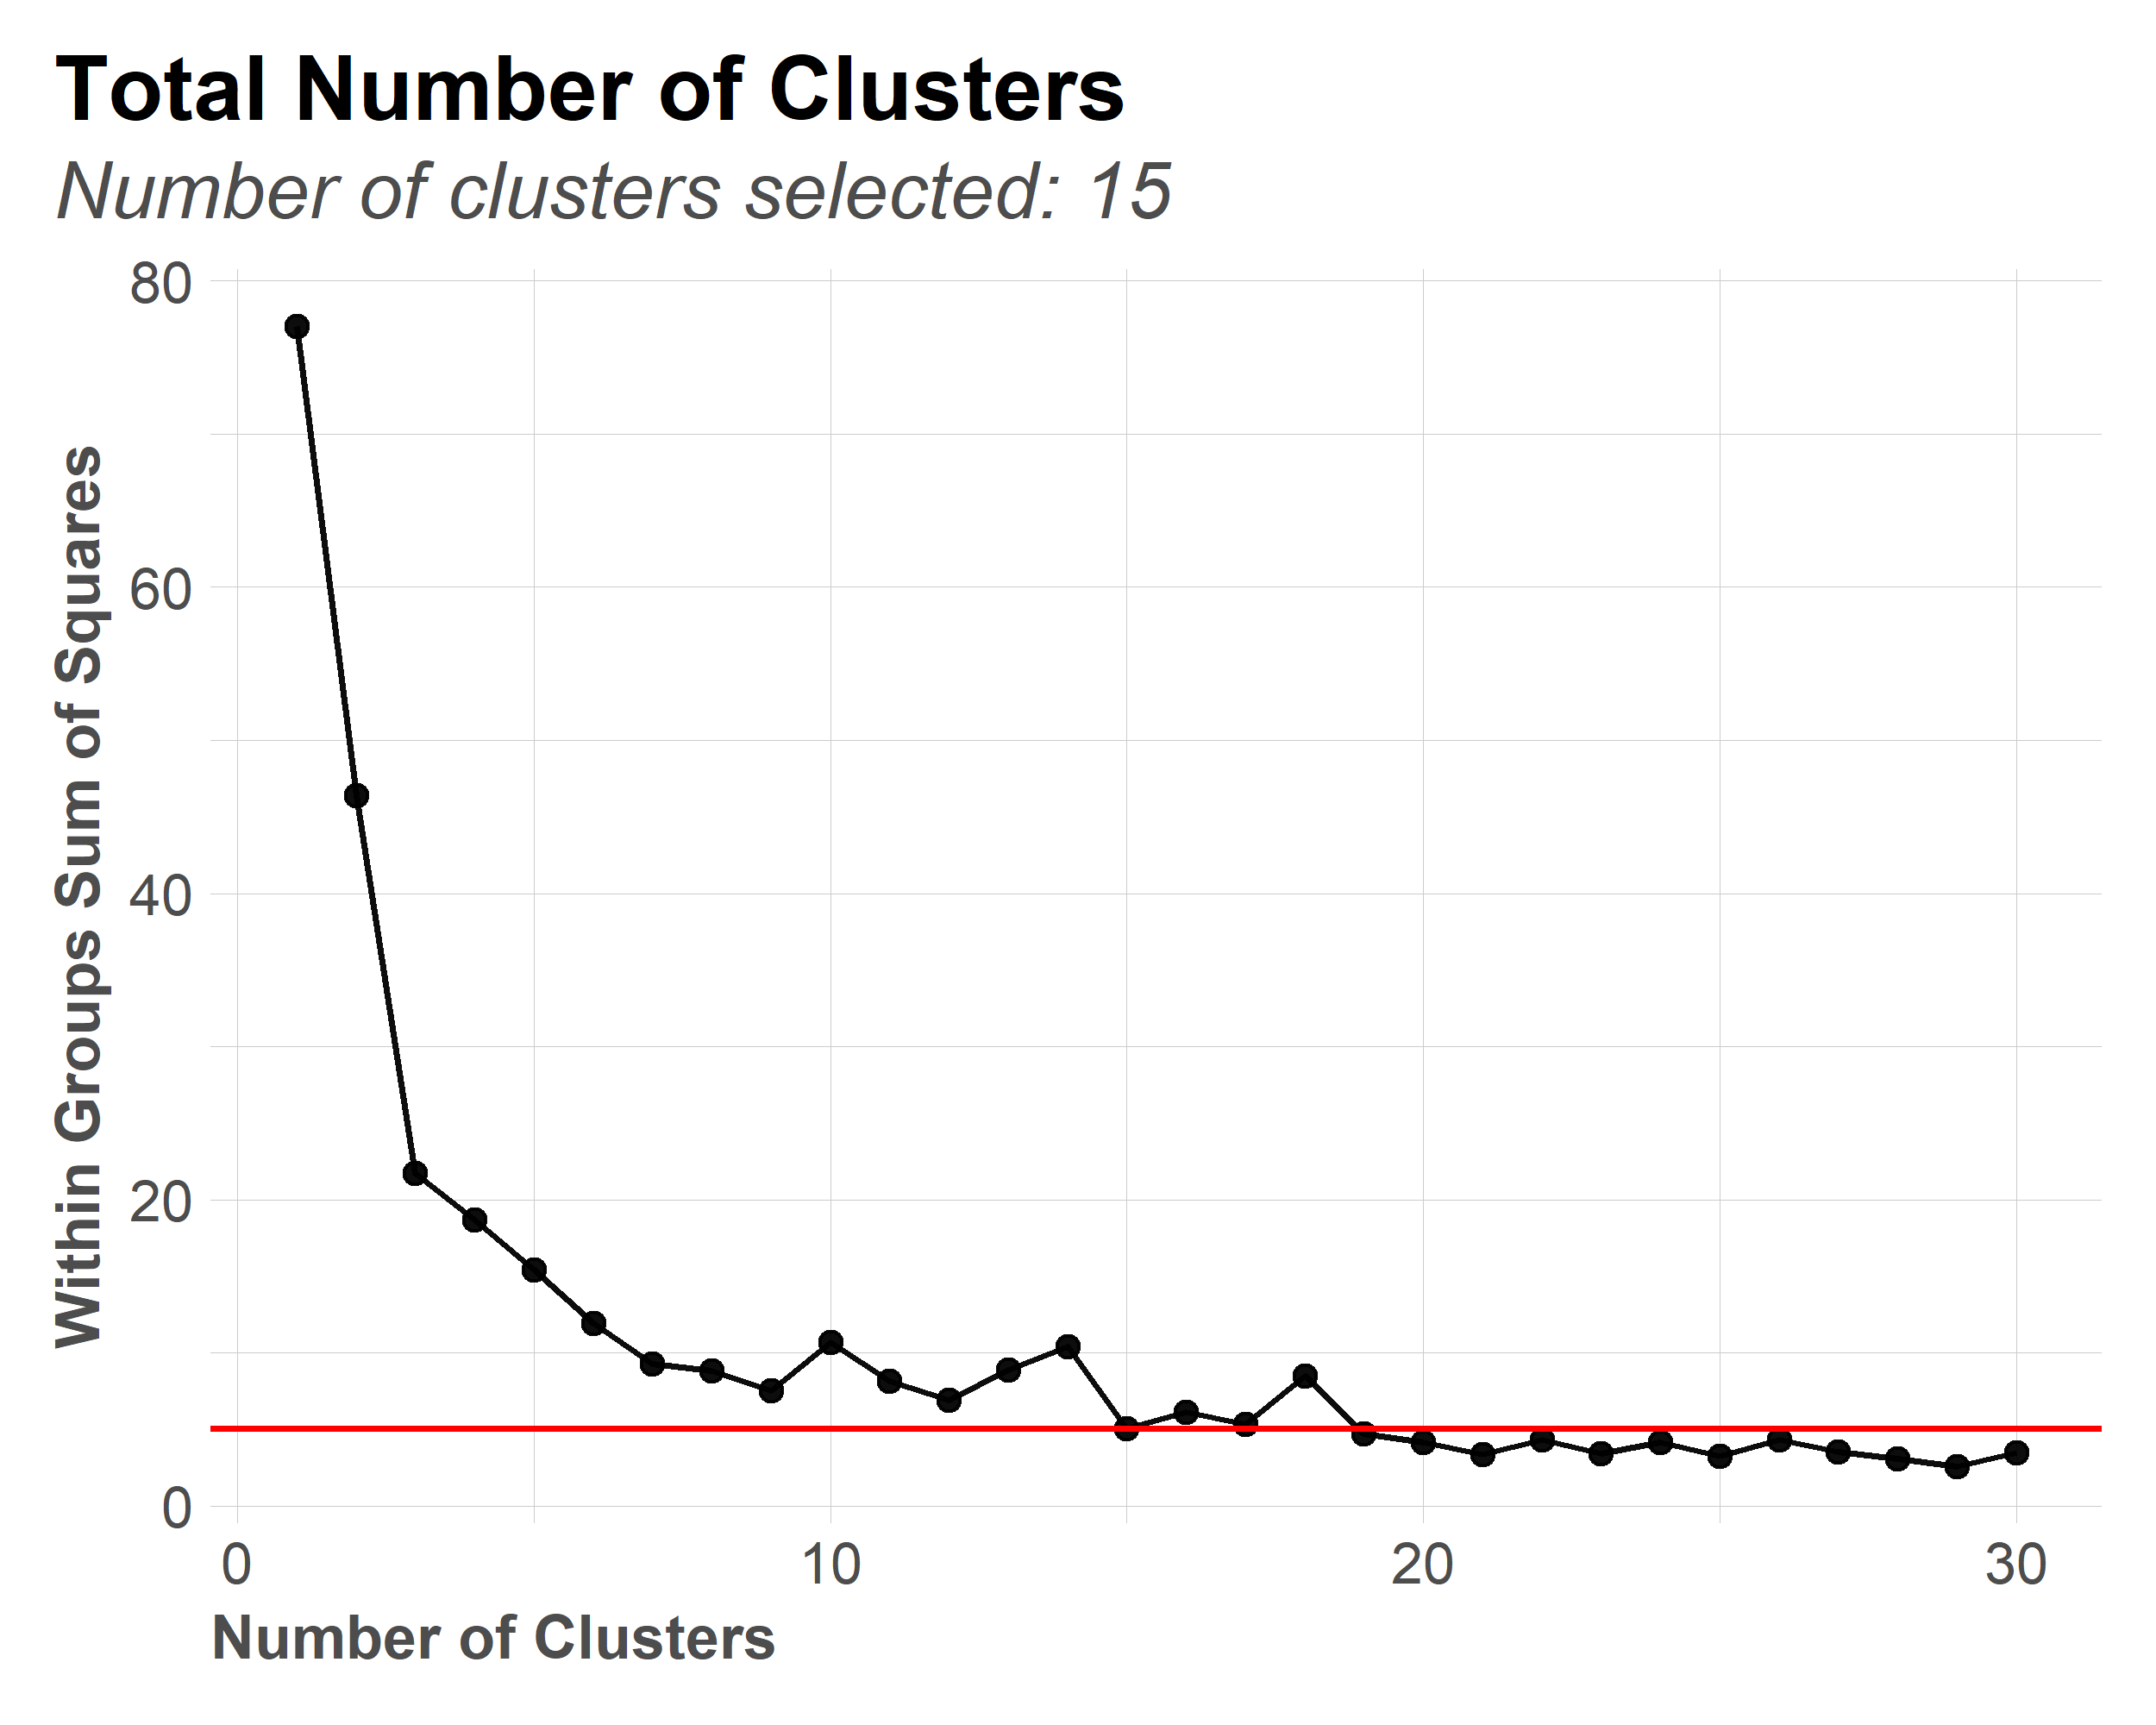 Total Number of Clusters
Number of clusters selected: 15
Within Groups Sum of Squares
80
60
40
20
0
0 10 20 30
Number of Clusters